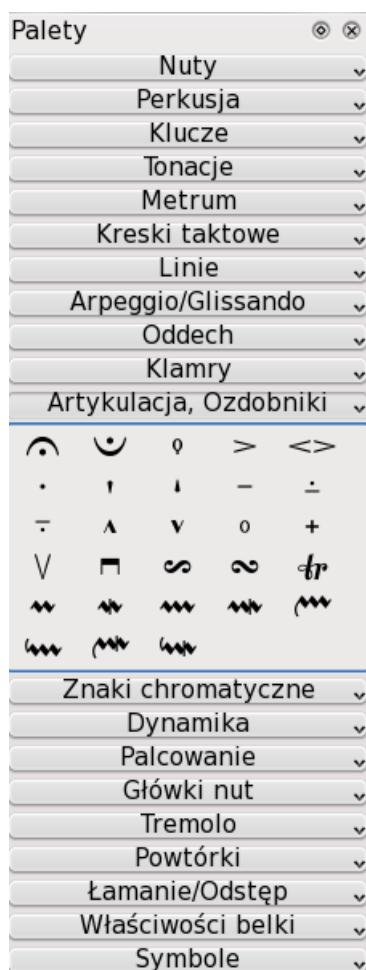 Palety
Nuty
Perkusja
Klucze
Tonacje
Metrum
Kreski taktowe
Linie
Arpeggio/Glissando
Oddech
Klamry
Artykulacja, Ozdobniki
tr
Znaki chromatyczne
Dynamika
Palcowanie
Główki nut
Tremolo
Powtórki
Łamanie/Odstęp
Właściwości belki
Symbole